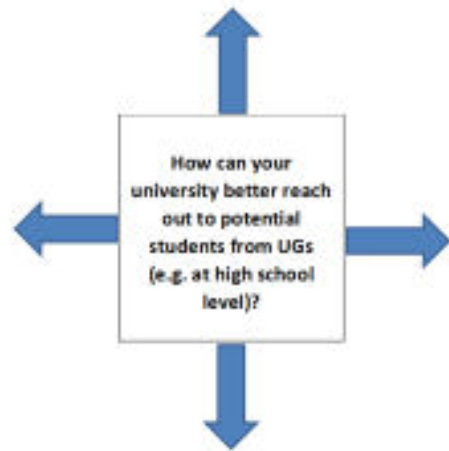 How can your
university better reach
out to potential
students from UGs
(e.g. at high school
level)?